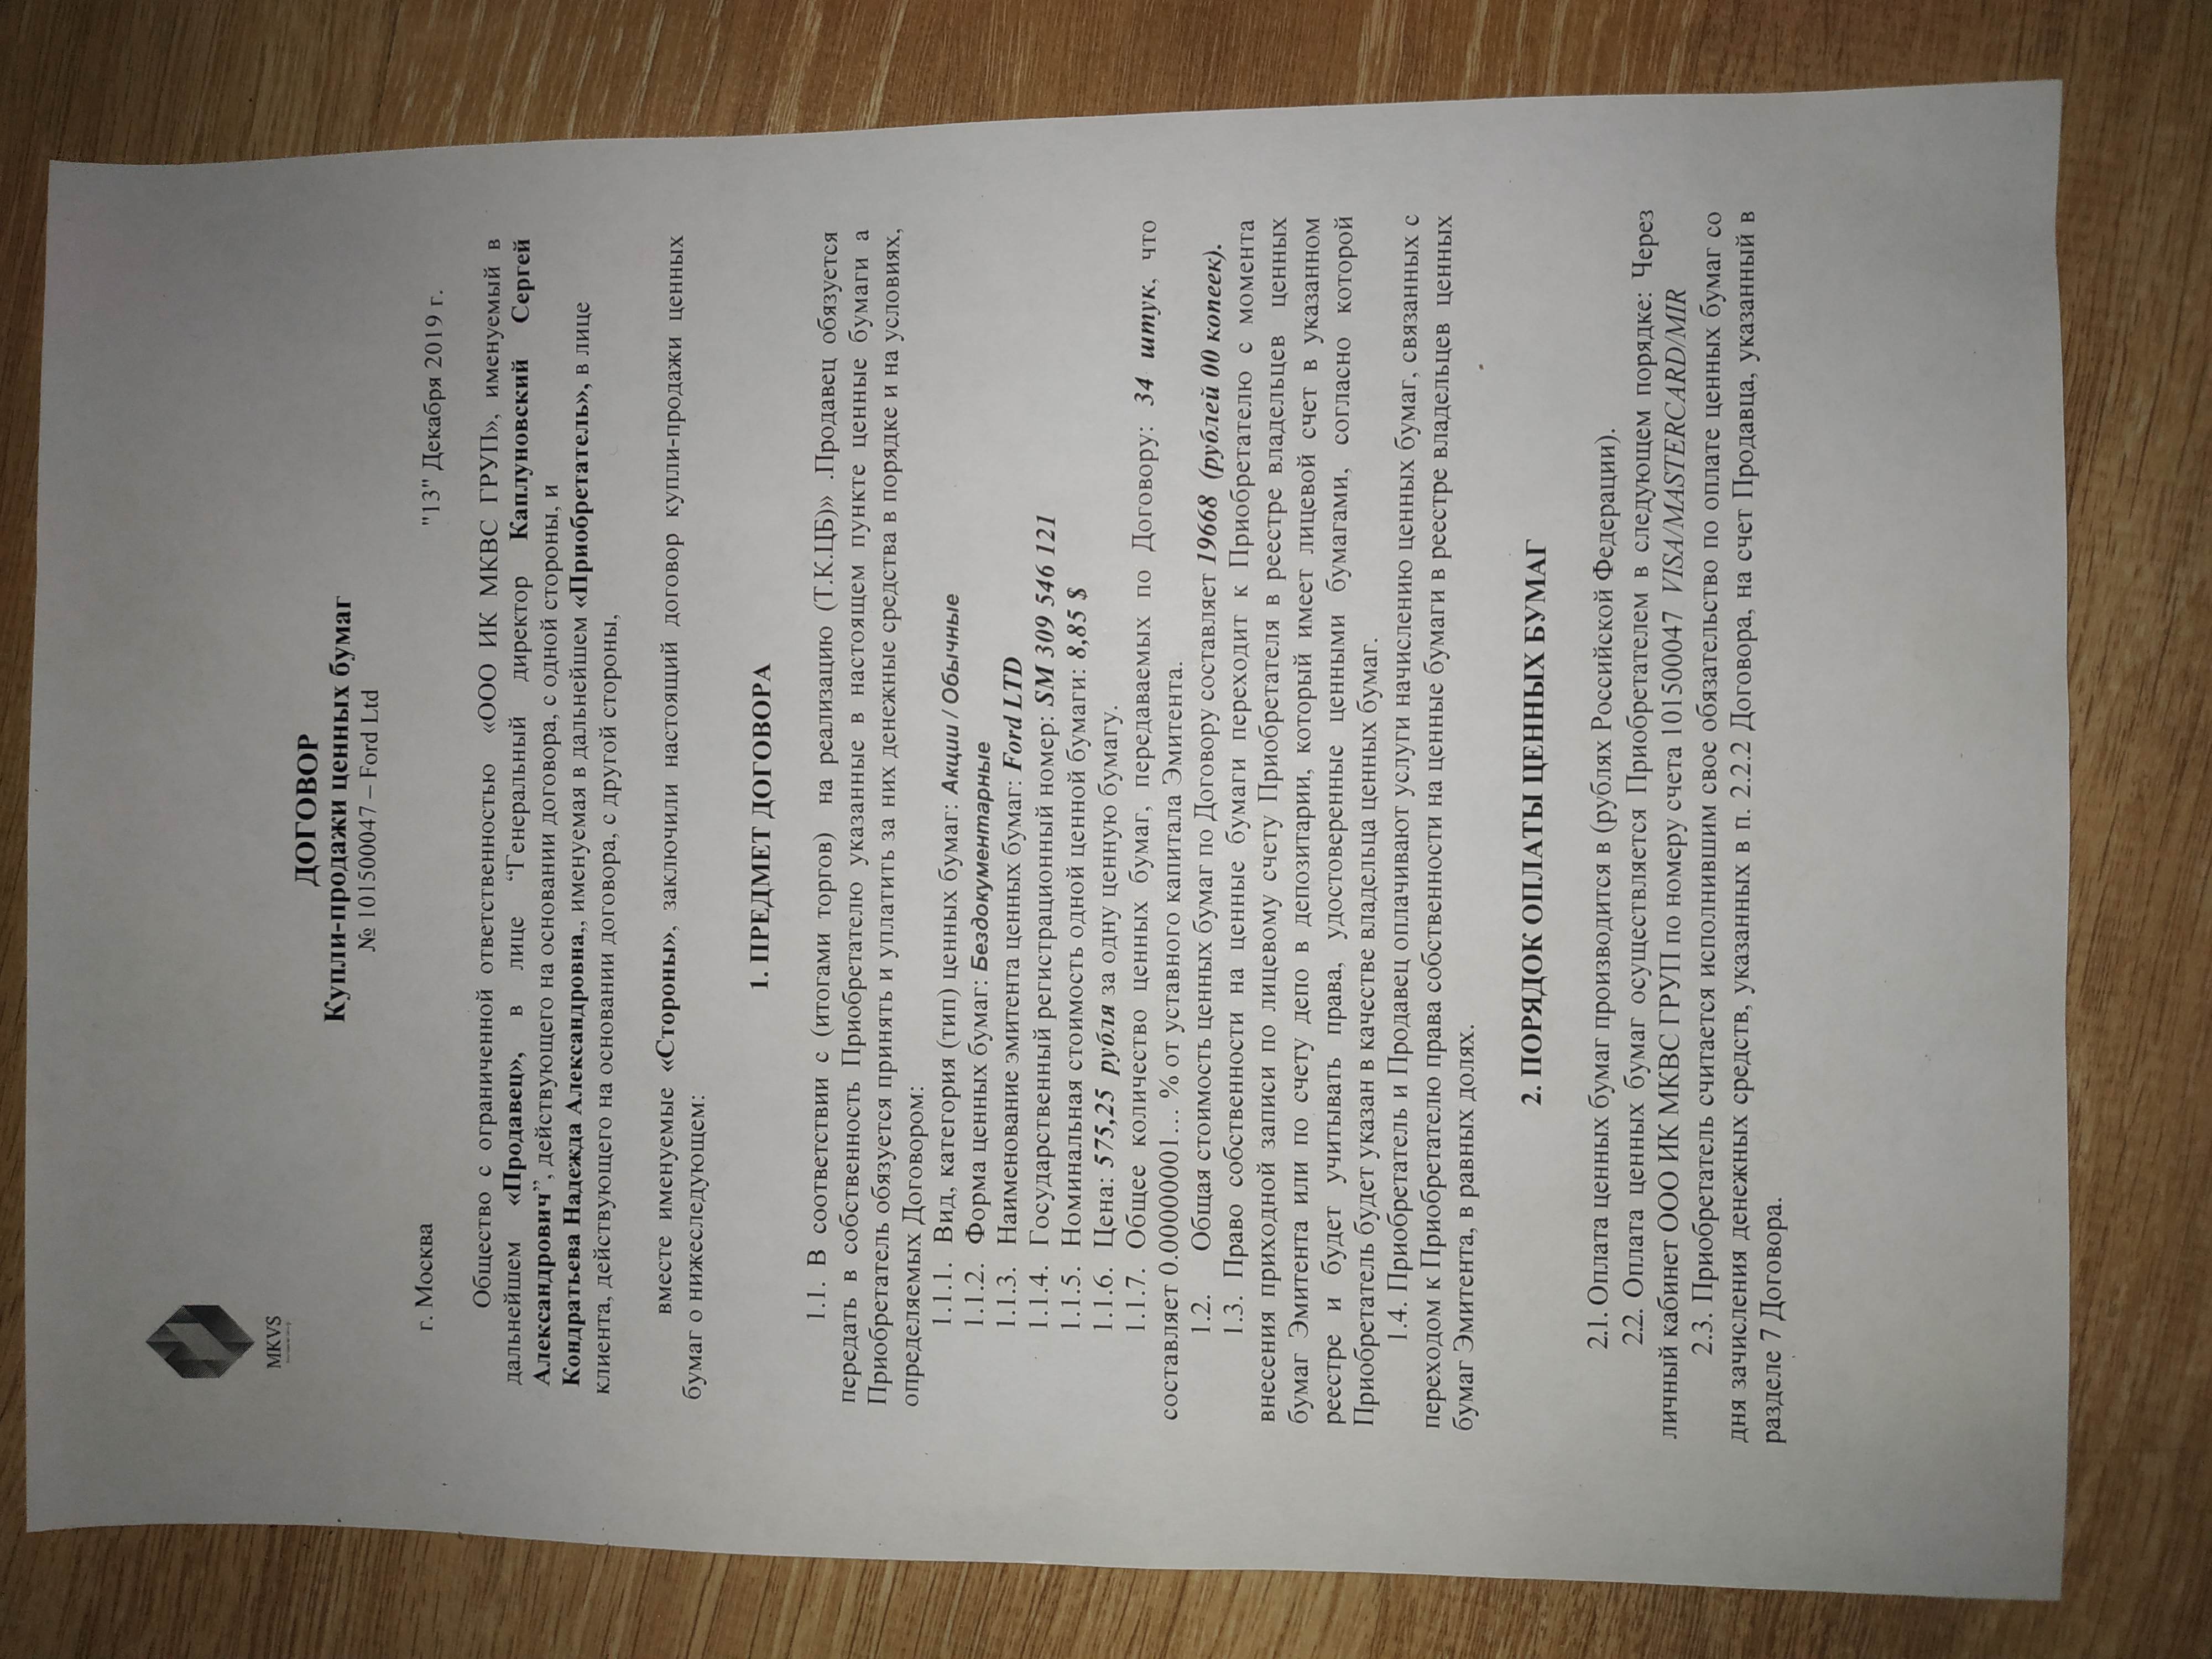 MKVS
ДОГОВОР
Купли-продажи ценных бумаг
№ 101500047 – Ford Ltd
г. Москва "13" Декабря 2019 г.
Общество с ограниченной ответственностью «ООО ИК МКВС ГРУП», именуемый в
дальнейшем «Продавец», в лице “Генеральный директор Каплуновский Сергей
Александрович”, действующего на основании договора, с одной стороны, и
Кондратьева Надежда Александровна,, именуемая в дальнейшем «Приобретатель», в лице
клиента, действующего на основании договора, с другой стороны,
вместе именуемые «Стороны», заключили настоящий договор купли-продажи ценных
бумаг о нижеследующем:
1. ПРЕДМЕТ ДОГОВОРА
1.1. В соответствии с (итогами торгов) на реализацию (Т.К.ЦБ)» .Продавец обязуется
передать в собственность Приобретателю указанные в настоящем пункте ценные бумаги а
Приобретатель обязуется принять и уплатить за них денежные средства в порядке и на условиях,
определяемых Договором:
1.1.1. Вид, категория (тип) ценных бумаг: Акции / Обычные
1.1.2. Форма ценных бумаг: Бездокументарные
1.1.3. Наименование эмитента ценных бумаг: Ford LTD
1.1.4. Государственный регистрационный номер: SM 309 546 121
1.1.5. Номинальная стоимость одной ценной бумаги: 8,85 $
1.1.6. Цена: 575,25 рубля за одну ценную бумагу.
1.1.7. Общее количество ценных бумаг, передаваемых по Договору: 34 штук, что
составляет 0.00000001... % от уставного капитала Эмитента.
1.2. Общая стоимость ценных бумаг по Договору составляет 19668 (рублей 00 копеек).
1.3. Право собственности на ценные бумаги переходит к Приобретателю с момента
внесения приходной записи по лицевому счету Приобретателя в реестре владельцев ценных
бумаг Эмитента или по счету депо в депозитарии, который имеет лицевой счет в указанном
реестре и будет учитывать права, удостоверенные ценными бумагами, согласно которой
Приобретатель будет указан в качестве владельца ценных бумаг.
1.4. Приобретатель и Продавец оплачивают услуги начислению ценных бумаг, связанных с
переходом к Приобретателю права собственности на ценные бумаги в реестре владельцев ценных
бумаг Эмитента, в равных долях.
2. ПОРЯДОК ОПЛАТЫ ЦЕННЫХ БУМАГ
2.1. Оплата ценных бумаг производится в (рублях Российской Федерации).
2.2. Оплата ценных бумаг осуществляется Приобретателем в следующем порядке: Через
личный кабинет ООО ИК МКВС ГРУП по номеру счета 101500047 VISA/MASTERCARD/MIR
2.3. Приобретатель считается исполнившим свое обязательство по оплате ценных бумаг со
дня зачисления денежных средств, указанных в п. 2.2.2 Договора, на счет Продавца, указанный в
разделе 7 Договора.